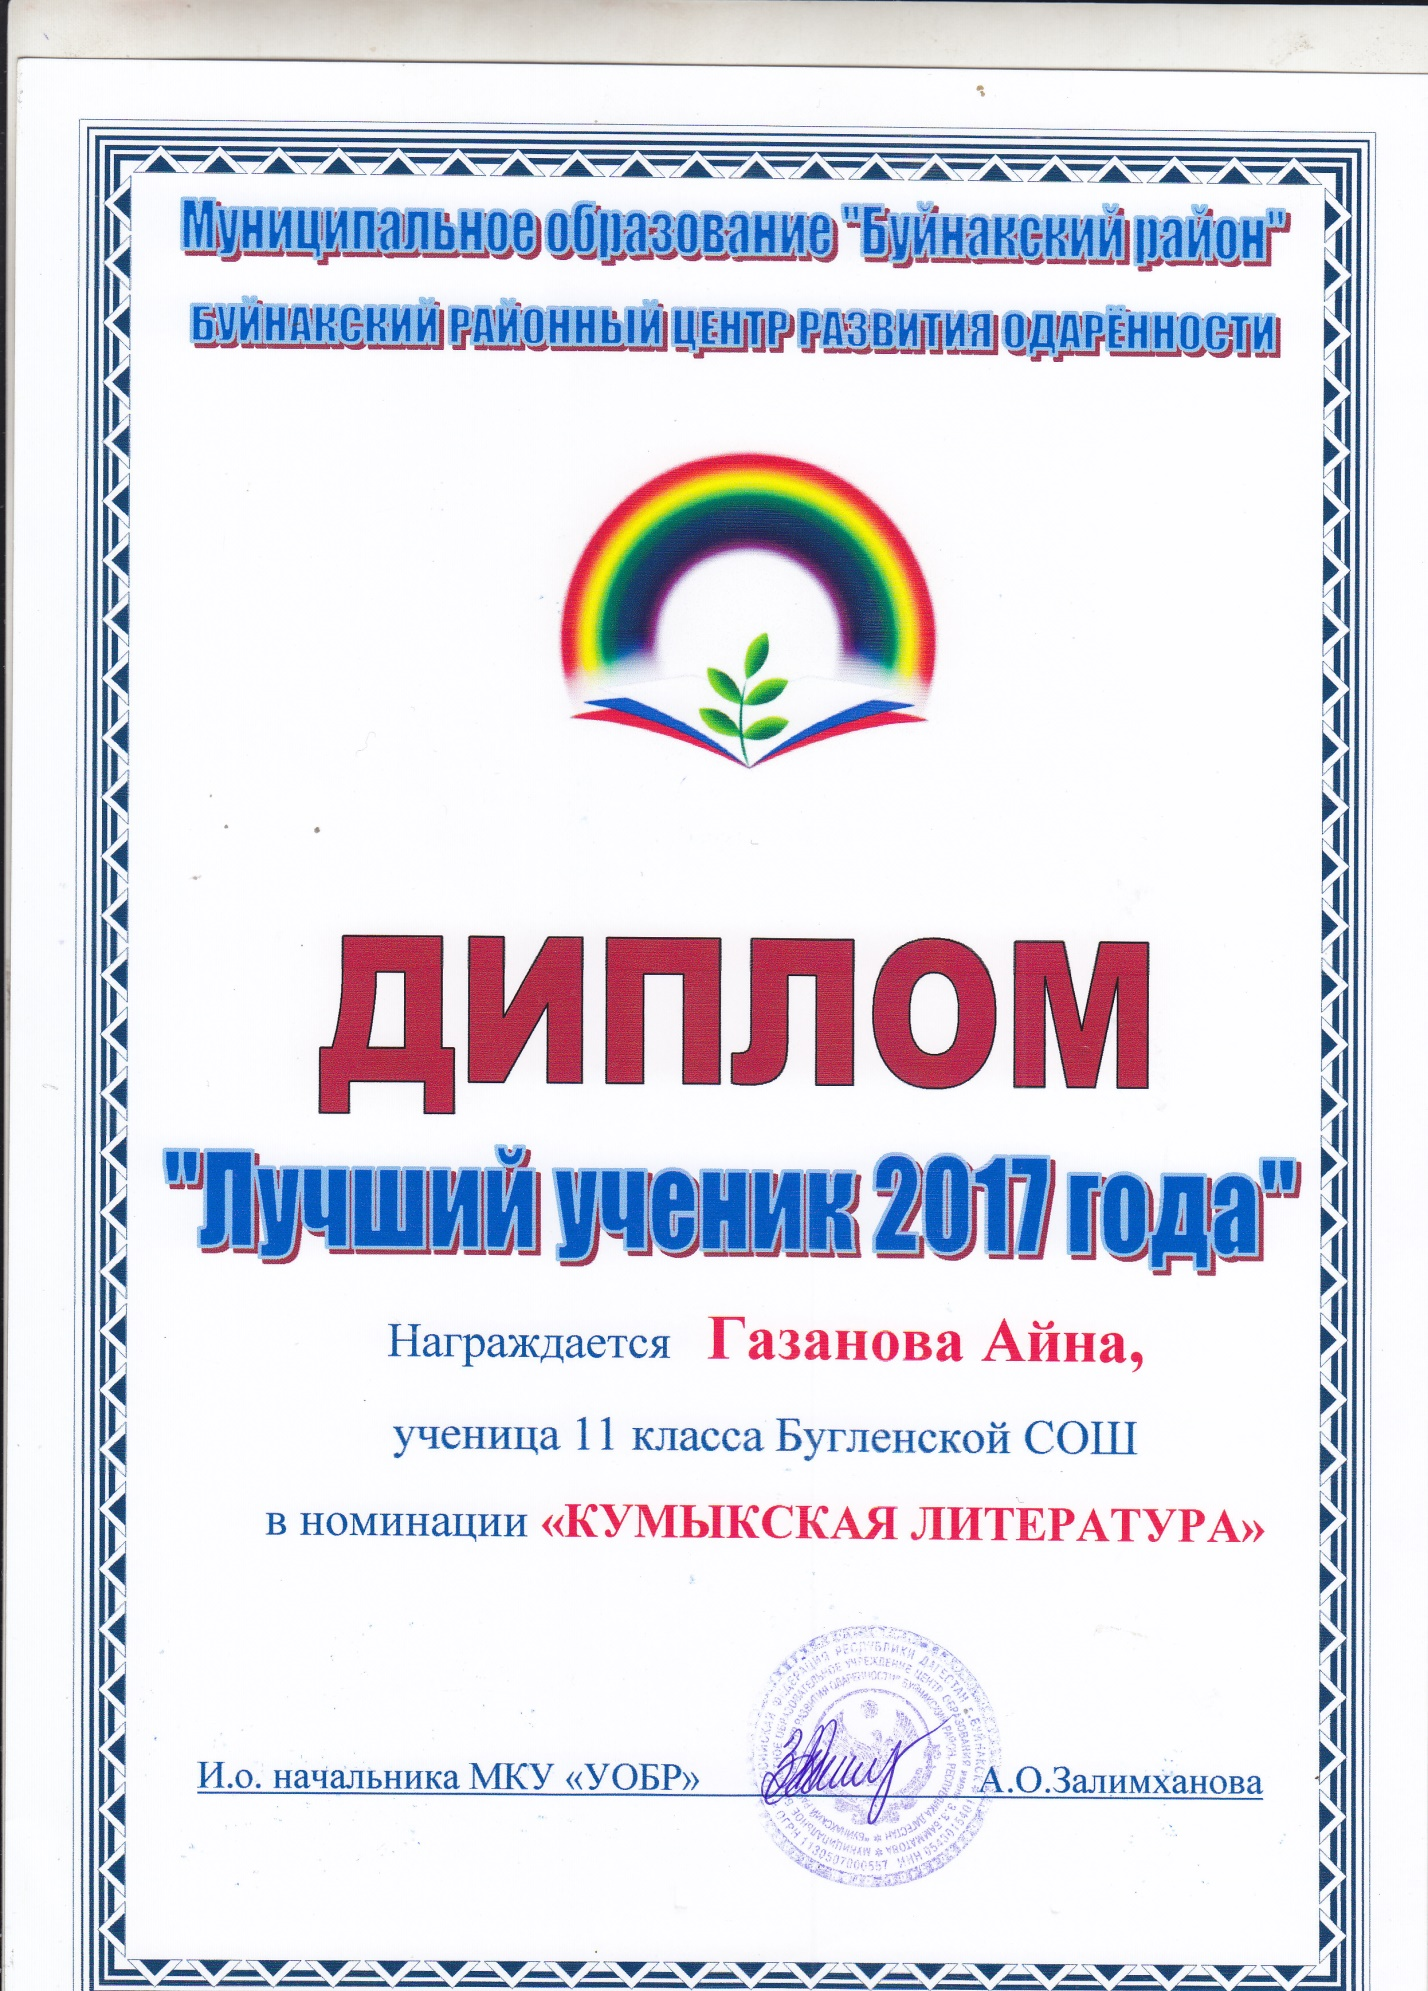 Муниципальное образование "Буйнакский район"
БУЙНАКСКИЙ РАЙОННЫЙ ЦЕНТР РАЗВИТИЯ ОДАРЁННОСТИ
ДИПЛОМ
"Лучший ученик 2017 года"
Награждается Газанова Айна,
ученица 11 класса Бугленской СОШ
в номинации «КУМЫКСКАЯ ЛИТЕРАТУРА»
И.о. начальника МКУ «УОБР» А.О.Залимханова